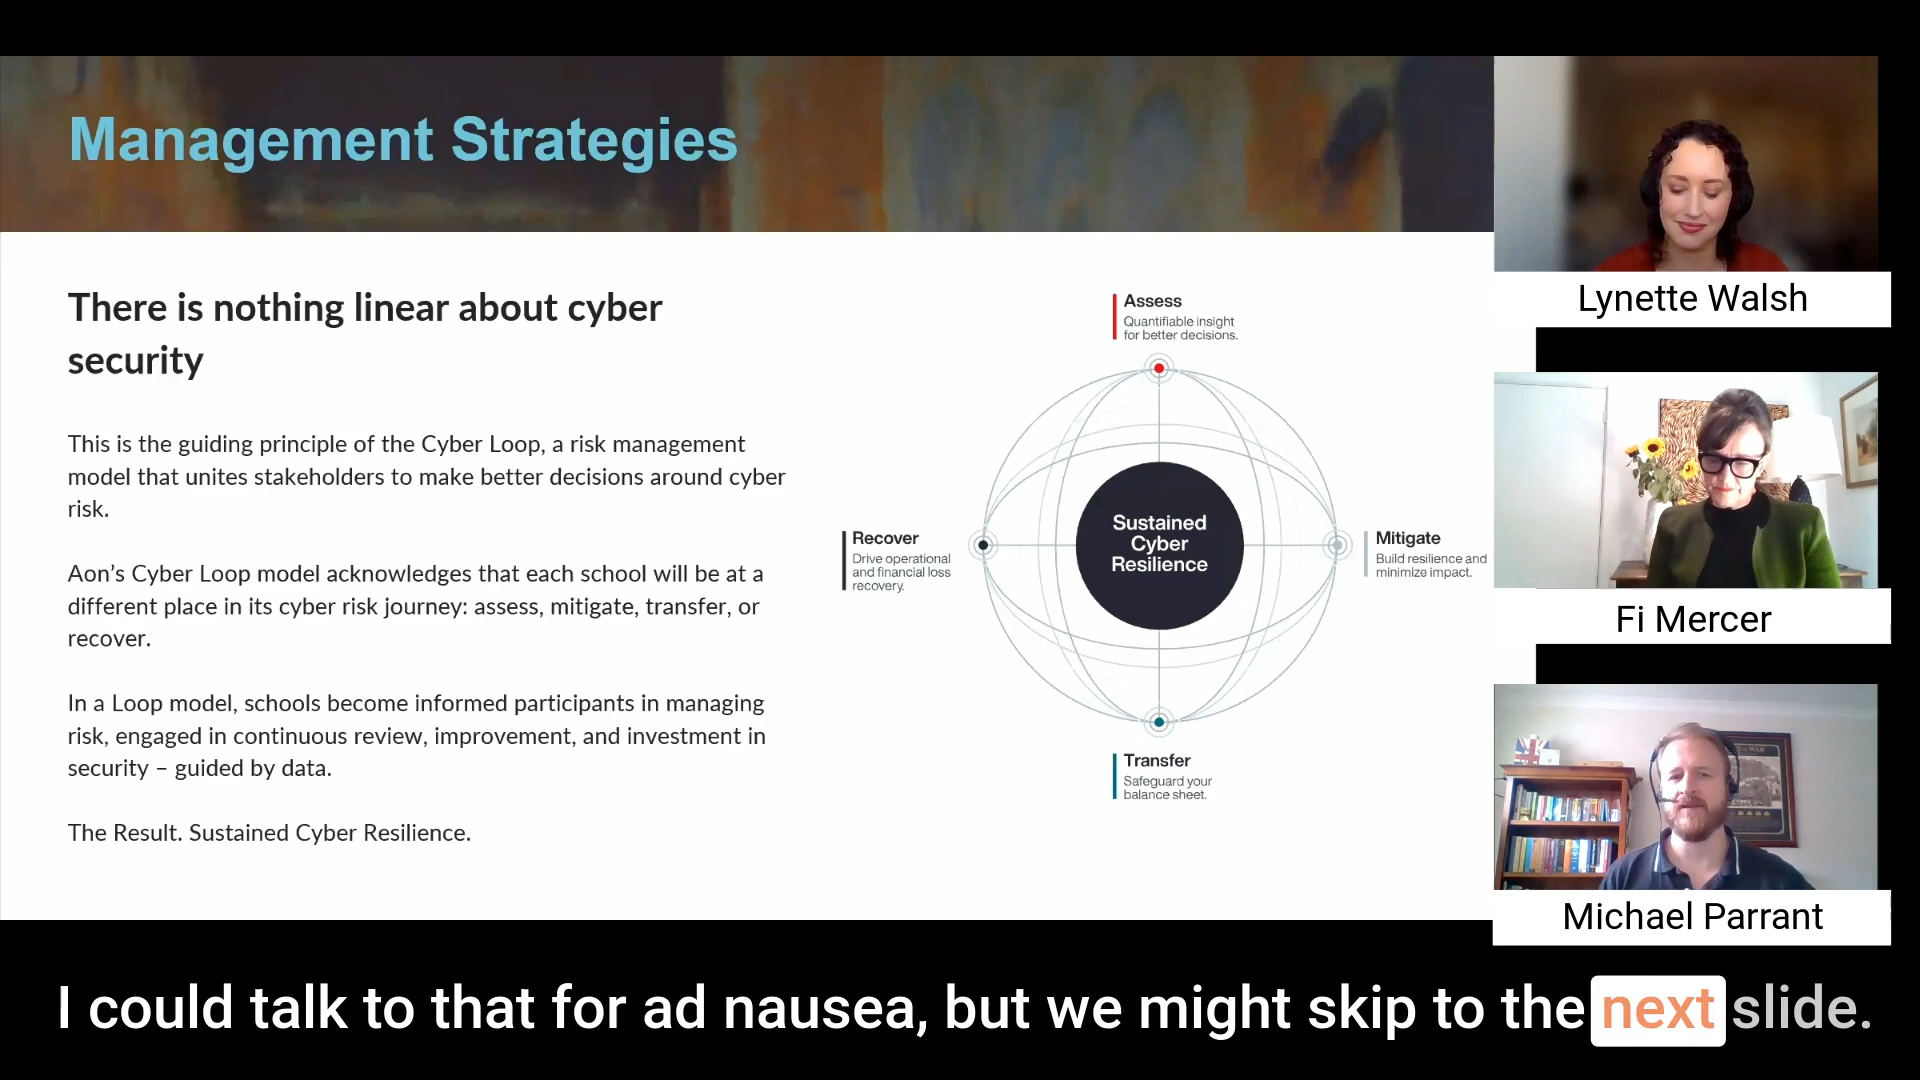 Management Strategies
There is nothing linear about cyber
security
This is the guiding principle of the Cyber Loop, a risk management
model that unites stakeholders to make better decisions around cyber
risk.
Aon’s Cyber Loop model acknowledges that each school will be at a
different place in its cyber risk journey: assess, mitigate, transfer, or
recover.
In a Loop model, schools become informed participants in managing
risk, engaged in continuous review, improvement, and investment in
security – guided by data.
The Result. Sustained Cyber Resilience.
Assess
Quantifiable insight
for better decisions.
Recover
Drive operational
and financial loss
recovery.
Sustained
Cyber
Resilience
Mitigate
Build resilience and
minimize impact.
Transfer
Safeguard your
balance sheet.
Lynette Walsh
Fi Mercer
Michael Parrant
I could talk to that for ad nausea, but we might skip to the next slide.